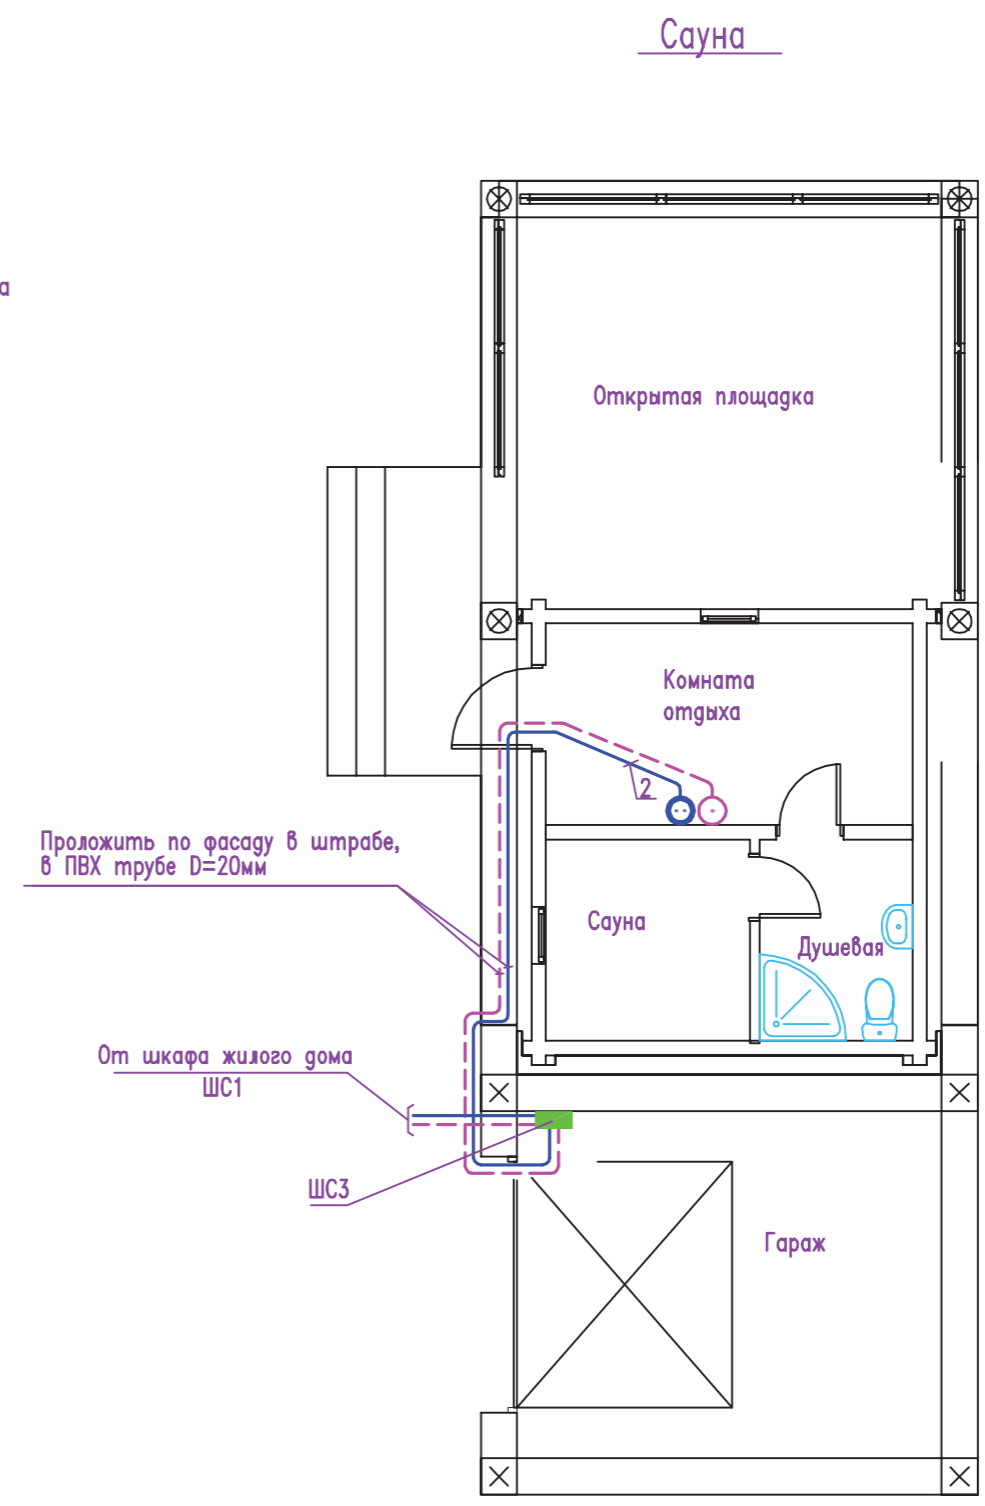 Сауна
а
Открытая площадка
Комната
отдыха
2
Проложить по фасаду в штрабе,
в ПВХ трубе D=20мм
Сауна
Душевая
От шкафа жилого дома
ШС1
ШС3
Гараж